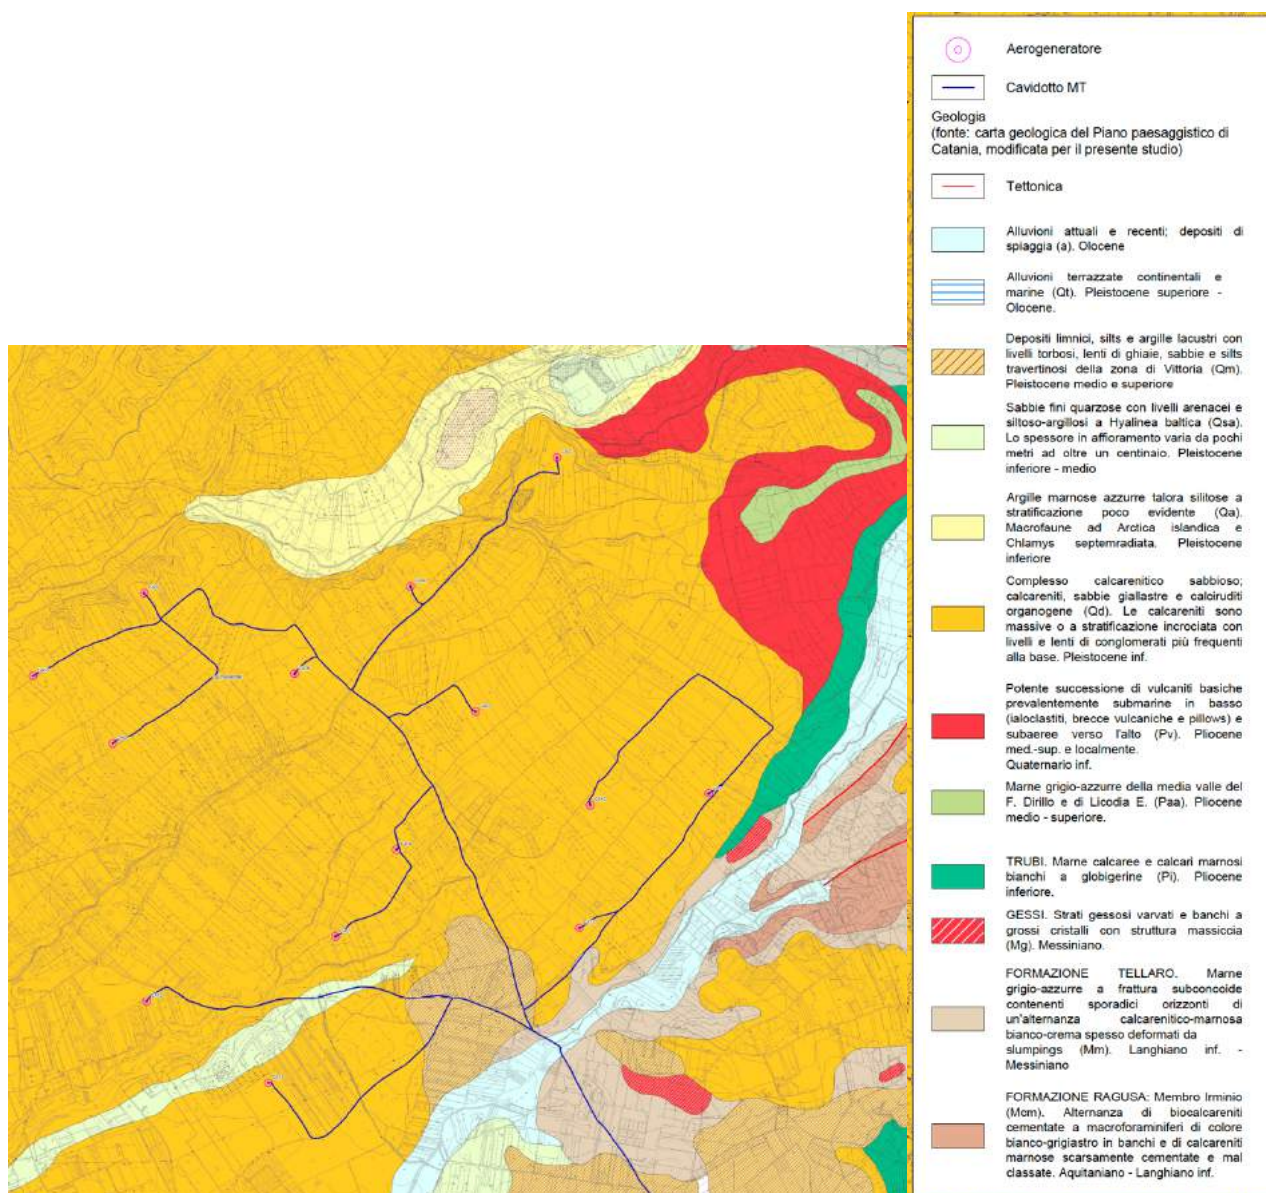 Aerogeneratore
Cavidotto MT
Geologia
(fonte: carta geologica del Piano paesaggistico di
Catania, modificata per il presente studio)
Tettonica
Alluvioni attuali e recenti; depositi di
spiaggia (a). Olocene
Alluvioni terrazzate continentali e
marine (Qt). Pleistocene superiore -
Olocene.
Depositi limnici, silts e argille lacustri con
livelli torbosi, lenti di ghiaie, sabbie e silts
travertinosi della zona di Vittoria (Qm).
Pleistocene medio e superiore
Sabbie fini quarzose con livelli arenacei e
siltoso-argillosi a Hyalinea baltica (Qsa).
Lo spessore in affioramento varia da pochi
metri ad oltre un centinaio. Pleistocene
inferiore - medio
Argille marnose azzurre talora silitose a
stratificazione poco evidente (Qa).
Macrofaune ad Arctica islandica e
Chlamys septemradiata. Pleistocene
inferiore
Complesso calcarenitico sabbioso;
calcareniti, sabbie giallastre e calciruditi
organogene (Qd). Le calcareniti sono
massive o a stratificazione incrociata con
livelli e lenti di conglomerati più frequenti
alla base. Pleistocene inf.
Potente successione di vulcaniti basiche
prevalentemente submarine in basso
(ialoclastiti, brecce vulcaniche e pillows) e
subaeree verso l'alto (Pv). Pliocene
med.-sup. e localmente.
Quaternario inf.
Marne grigio-azzurre della media valle del
F. Dirillo e di Licodia E. (Paa). Pliocene
medio - superiore.
TRUBI. Marne calcaree e calcari marnosi
bianchi a globigerine (Pi). Pliocene
inferiore.
GESSI. Strati gessosi varvati e banchi a
grossi cristalli con struttura massiccia
(Mg). Messiniano.
FORMAZIONE TELLARO. Marne
grigio-azzurre a frattura subconcoide
contenenti sporadici orizzonti di
un'alternanza calcarenitico-marnosa
bianco-crema spesso deformati da
slumpings (Mm). Langhiano inf. -
Messiniano
FORMAZIONE RAGUSA: Membro Irminio
(Mcm). Alternanza di biocalcareniti
cementate a macroforaminiferi di colore
bianco-grigiastro in banchi e di calcareniti
marnose scarsamente cementate e mal
classate. Aquitaniano - Langhiano inf.